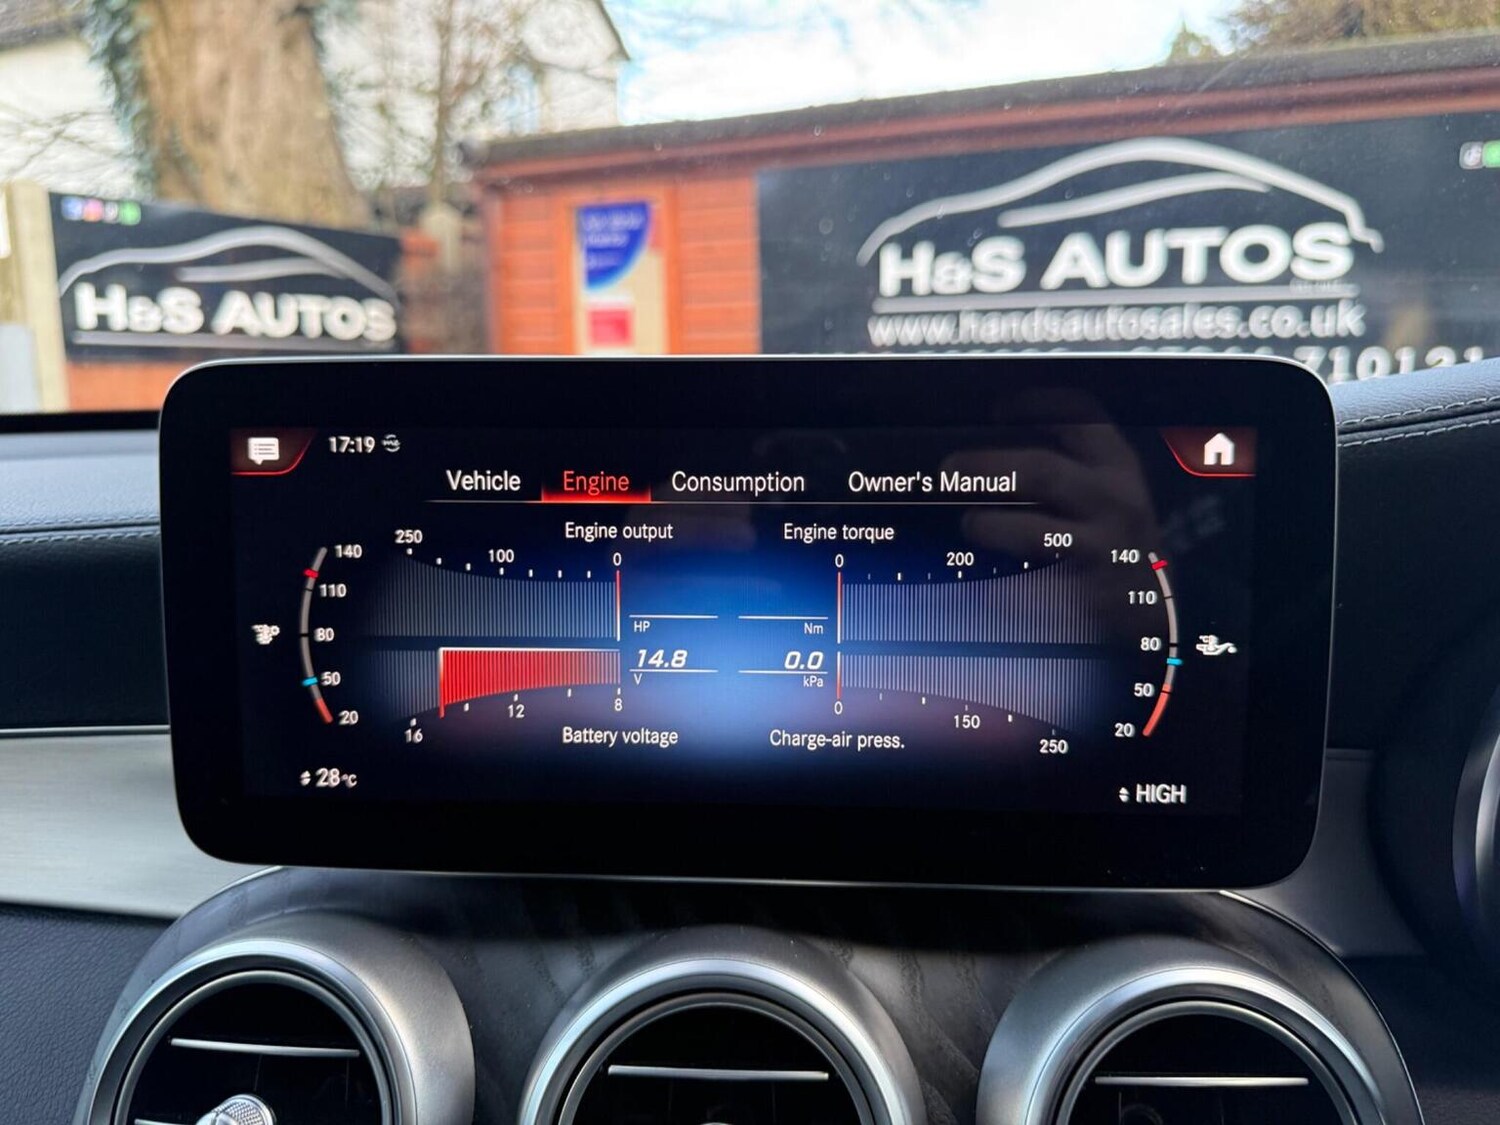 H&S AUTOS
H&S AUTOS
www.handsautosales.co.uk
710121
17:19
Vehicle Engine Consumption Owner's Manual
Engine output Engine torque
250 100 0 0 200 500
140 110 80 50 20
140 110 80 50 20
HP Nm
14.8 0.0
V kPa
16 12 8 0 150 250
Battery voltage Charge-air press.
28°C HIGH